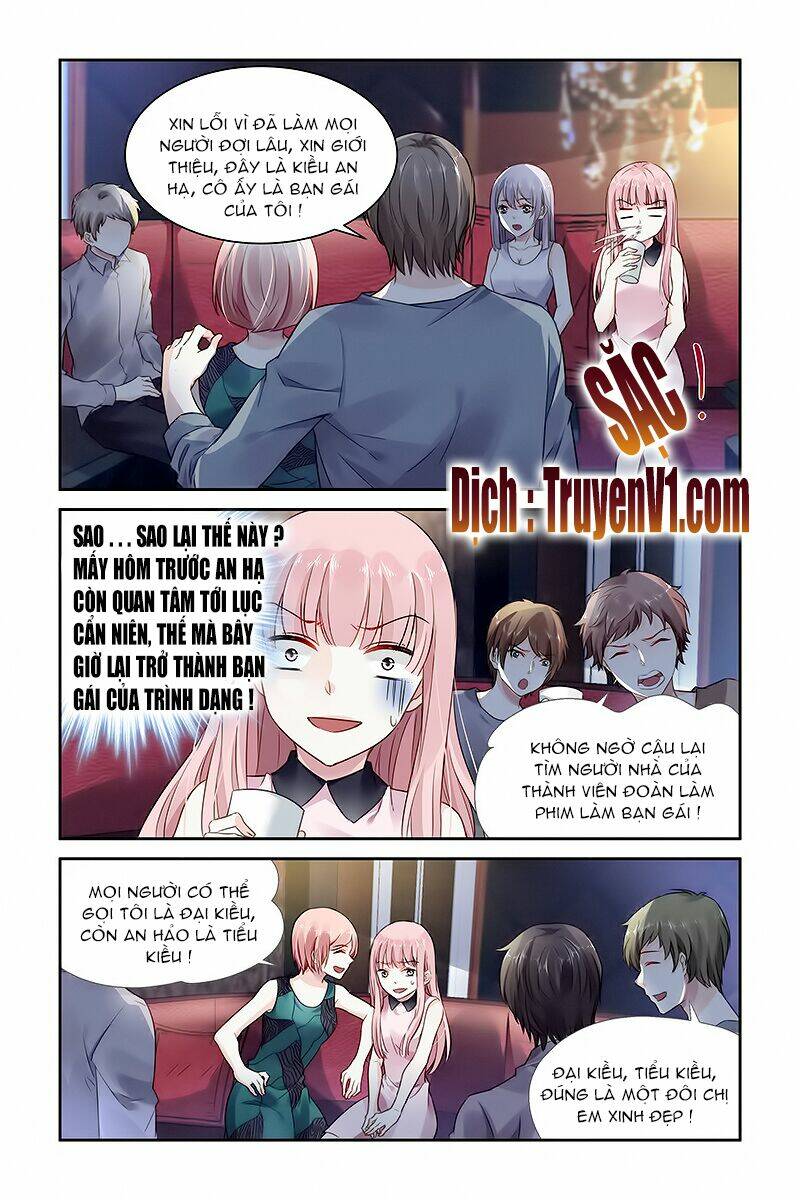 XIN LỖI VÌ ĐÃ LÀM MỌI
NGƯỜI ĐỢI LÂU, XIN GIỚI
THIỆU, ĐÂY LÀ KIỀU AN
HẠ, CÔ ẤY LÀ BẠN GÁI
CỦA TÔI !
SẶC !
Dịch : TruyenV1.com
SAO . . . SAO LẠI THẾ NÀY ?
MẤY HÔM TRƯỚC AN HẠ
CÒN QUAN TÂM TỚI LỤC
CẨN NIÊN, THẾ MÀ BÂY
GIỜ LẠI TRỞ THÀNH BẠN
GÁI CỦA TRÌNH DẠNG !
KHÔNG NGỜ CẬU LẠI
TÌM NGƯỜI NHÀ CỦA
THÀNH VIÊN ĐOÀN LÀM
PHIM LÀM BẠN GÁI !
MỌI NGƯỜI CÓ THỂ
GỌI TÔI LÀ ĐẠI KIỀU,
CÒN AN HẢO LÀ TIỂU
KIỀU !
ĐẠI KIỀU, TIỂU KIỀU,
ĐÚNG LÀ MỘT ĐÔI CHỊ
EM XINH ĐẸP !